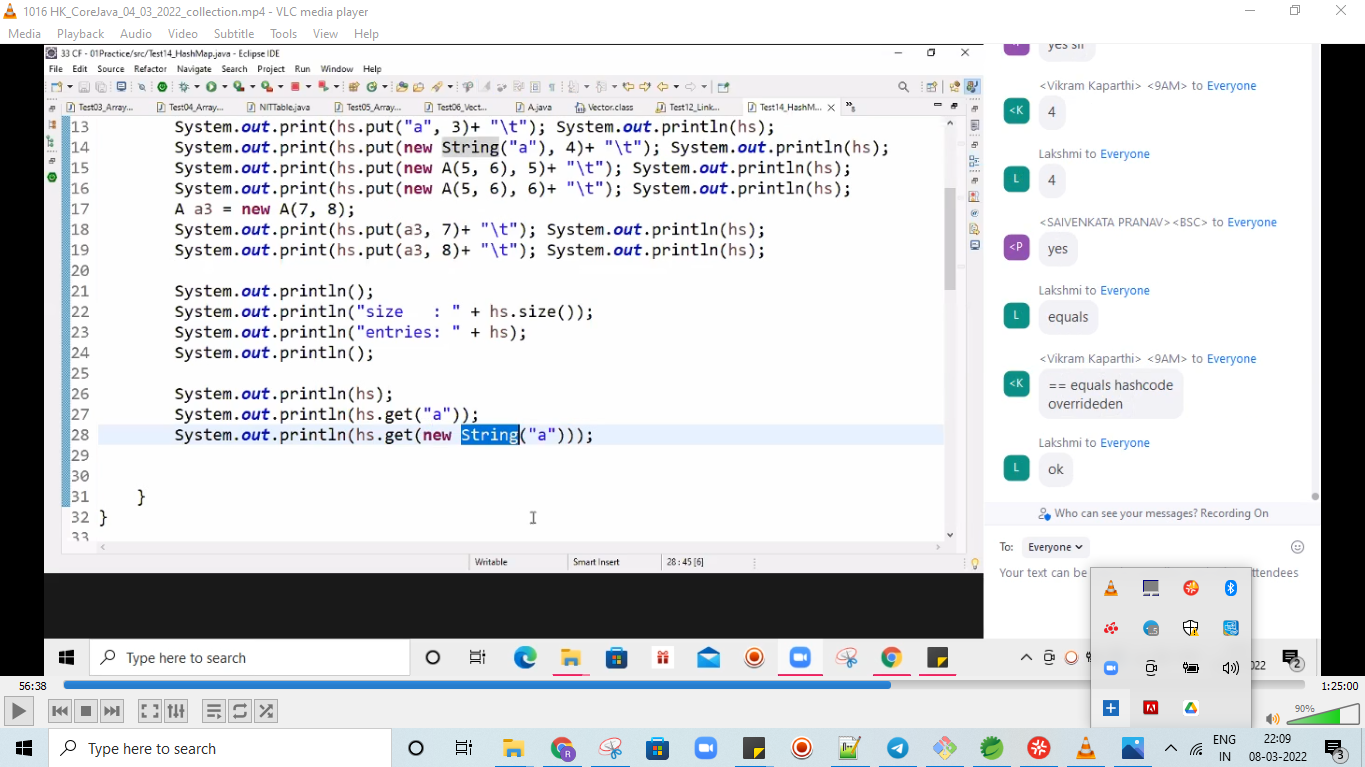 1016 HK_CoreJava_04_03_2022_collection.mp4 - VLC media player
Media Playback Audio Video Subtitle Tools View Help
33 CF - 01Practice/src/Test14_HashMap.java - Eclipse IDE
File Edit Source Refactor Navigate Search Project Run Window Help
Test03_Array... Test04_Array... NITTable.java Test05_Array... Test06_Vect... A.java Vector.class Test12_Link... Test14_HashM...
13 System.out.print(hs.put("a", 3)+ "\t"); System.out.println(hs);
14 System.out.print(hs.put(new String("a"), 4)+ "\t"); System.out.println(hs);
15 System.out.print(hs.put(new A(5, 6), 5)+ "\t"); System.out.println(hs);
16 System.out.print(hs.put(new A(5, 6), 6)+ "\t"); System.out.println(hs);
17 A a3 = new A(7, 8);
18 System.out.print(hs.put(a3, 7)+ "\t"); System.out.println(hs);
19 System.out.print(hs.put(a3, 8)+ "\t"); System.out.println(hs);
20
21 System.out.println();
22 System.out.println("size   : " + hs.size());
23 System.out.println("entries: " + hs);
24 System.out.println();
25
26 System.out.println(hs);
27 System.out.println(hs.get("a"));
28 System.out.println(hs.get(new String("a")));
29
30
31 }
32 }
33
Writable Smart Insert 28 : 45 [6]
yes sir
<Vikram Kaparthi> <9AM> to Everyone
<K 4
Lakshmi to Everyone
L 4
<SAIVENKATA PRANAV><BSC> to Everyone
<P yes
Lakshmi to Everyone
L equals
<Vikram Kaparthi> <9AM> to Everyone
<K == equals hashcode
overrideden
Lakshmi to Everyone
L ok
Who can see your messages? Recording On
To: Everyone
Your text can be ttendees
Type here to search
2022
2
56:38
1:25:00
90%
Type here to search
ENG
IN
22:09
08-03-2022
3